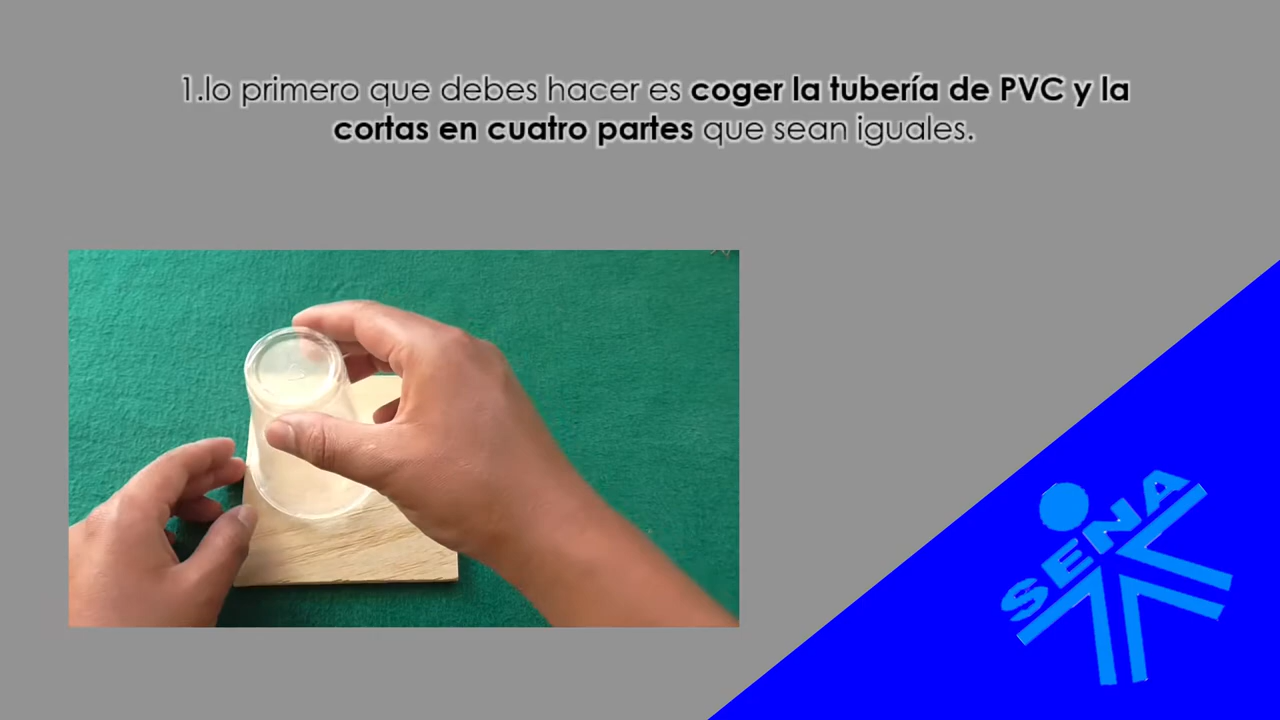 1.lo primero que debes hacer es coger la tubería de PVC y la
cortas en cuatro partes que sean iguales.
SENA